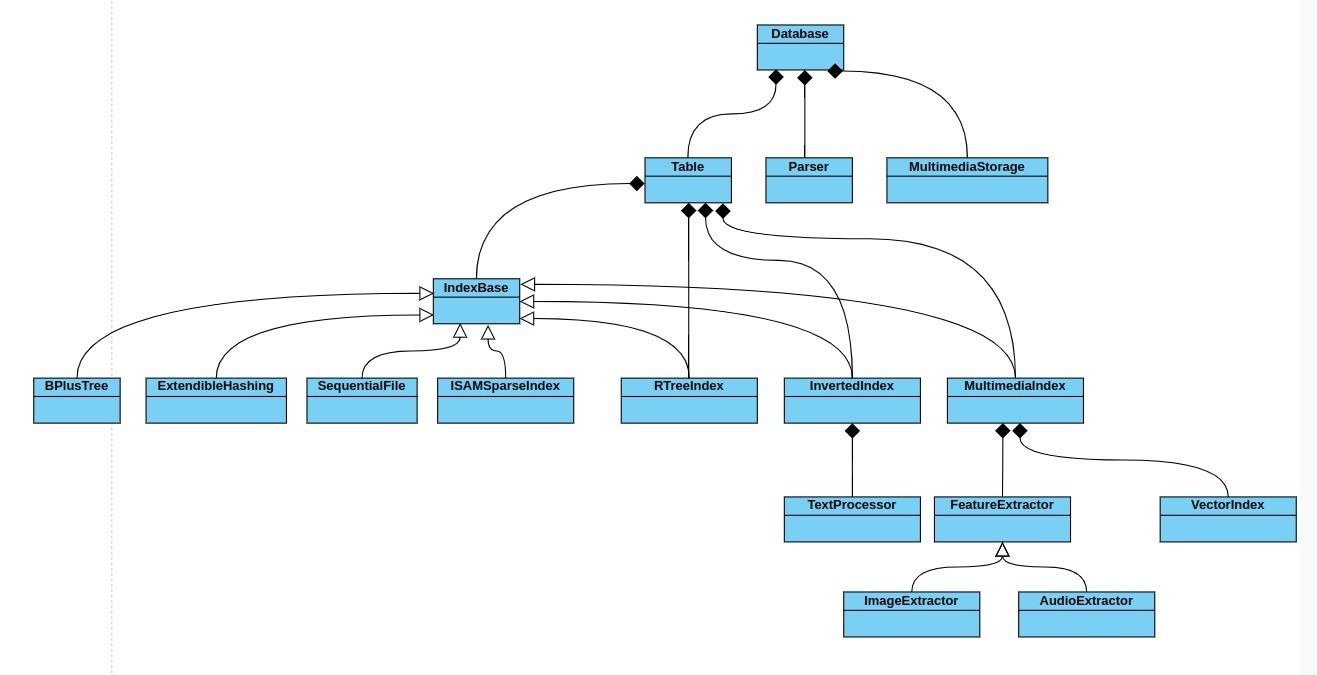 Database
Table
Parser
MultimediaStorage
IndexBase
BPlusTree
ExtendibleHashing
SequentialFile
ISAMSparseIndex
RTreeIndex
InvertedIndex
MultimediaIndex
TextProcessor
FeatureExtractor
VectorIndex
ImageExtractor
AudioExtractor